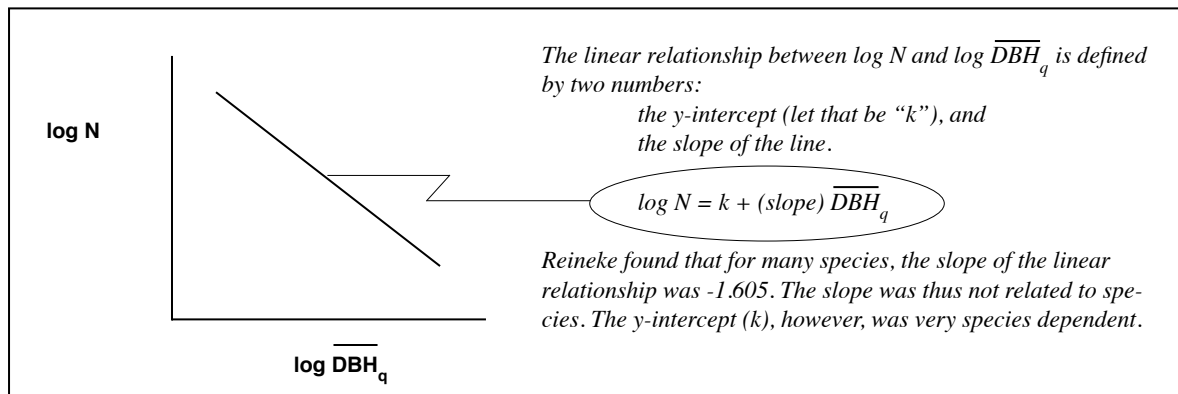 The linear relationship between log N and log DBHq is defined
by two numbers:
the y-intercept (let that be “k”), and
the slope of the line.
log N
log N = k + (slope) DBHq
Reineke found that for many species, the slope of the linear
relationship was -1.605. The slope was thus not related to spe-
cies. The y-intercept (k), however, was very species dependent.
log DBHq